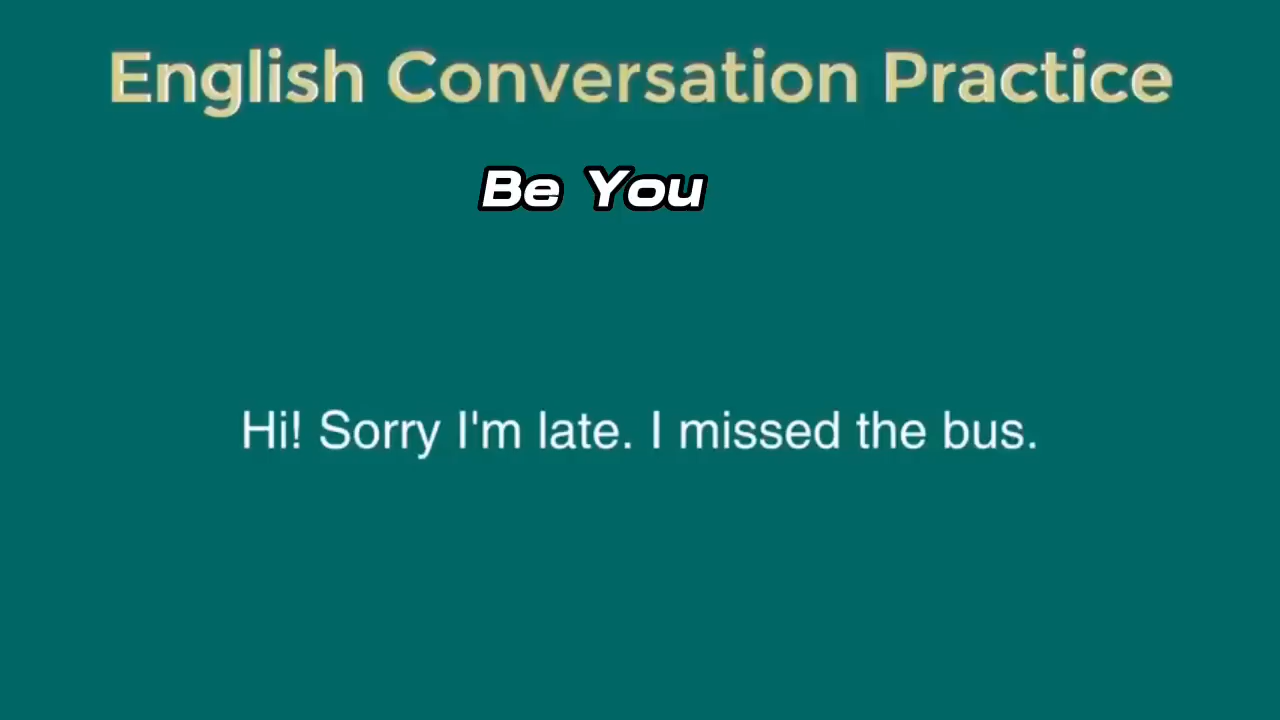 English Conversation Practice
Be You
Hi! Sorry I'm late. I missed the bus.